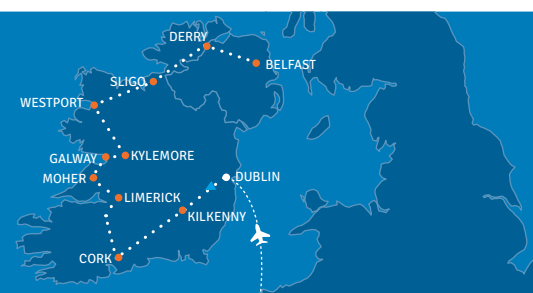 DERRY
BELFAST
SLIGO
WESTPORT
GALWAY
KYLEMORE
MOHER
DUBLIN
LIMERICK
KILKENNY
CORK